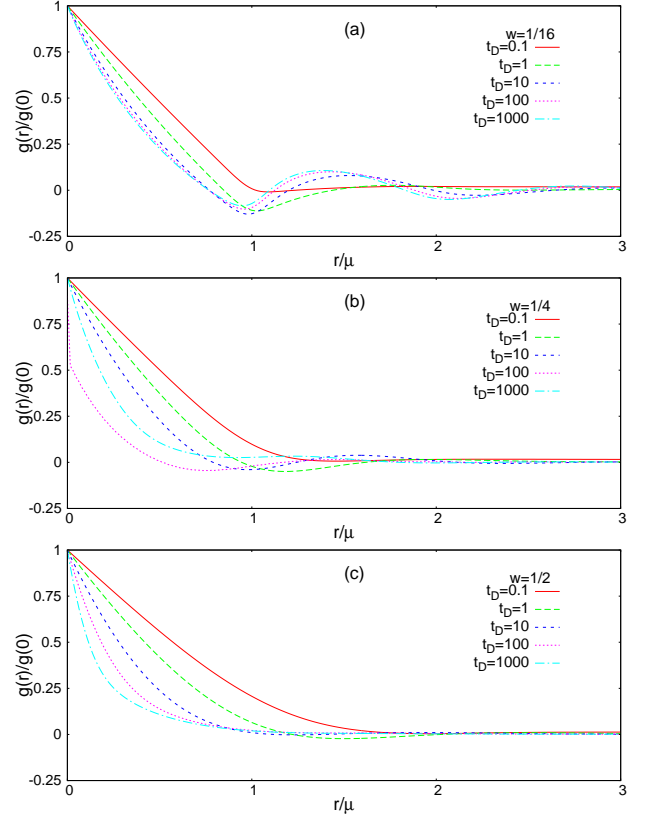 1
0.75
0.5
0.25
0
-0.25
g(r)/g(0)
(a)
w=1/16
t_D=0.1
t_D=1
t_D=10
t_D=100
t_D=1000
0 1 2 3
r/μ
1
0.75
0.5
0.25
0
-0.25
g(r)/g(0)
(b)
w=1/4
t_D=0.1
t_D=1
t_D=10
t_D=100
t_D=1000
0 1 2 3
r/μ
1
0.75
0.5
0.25
0
-0.25
g(r)/g(0)
(c)
w=1/2
t_D=0.1
t_D=1
t_D=10
t_D=100
t_D=1000
0 1 2 3
r/μ